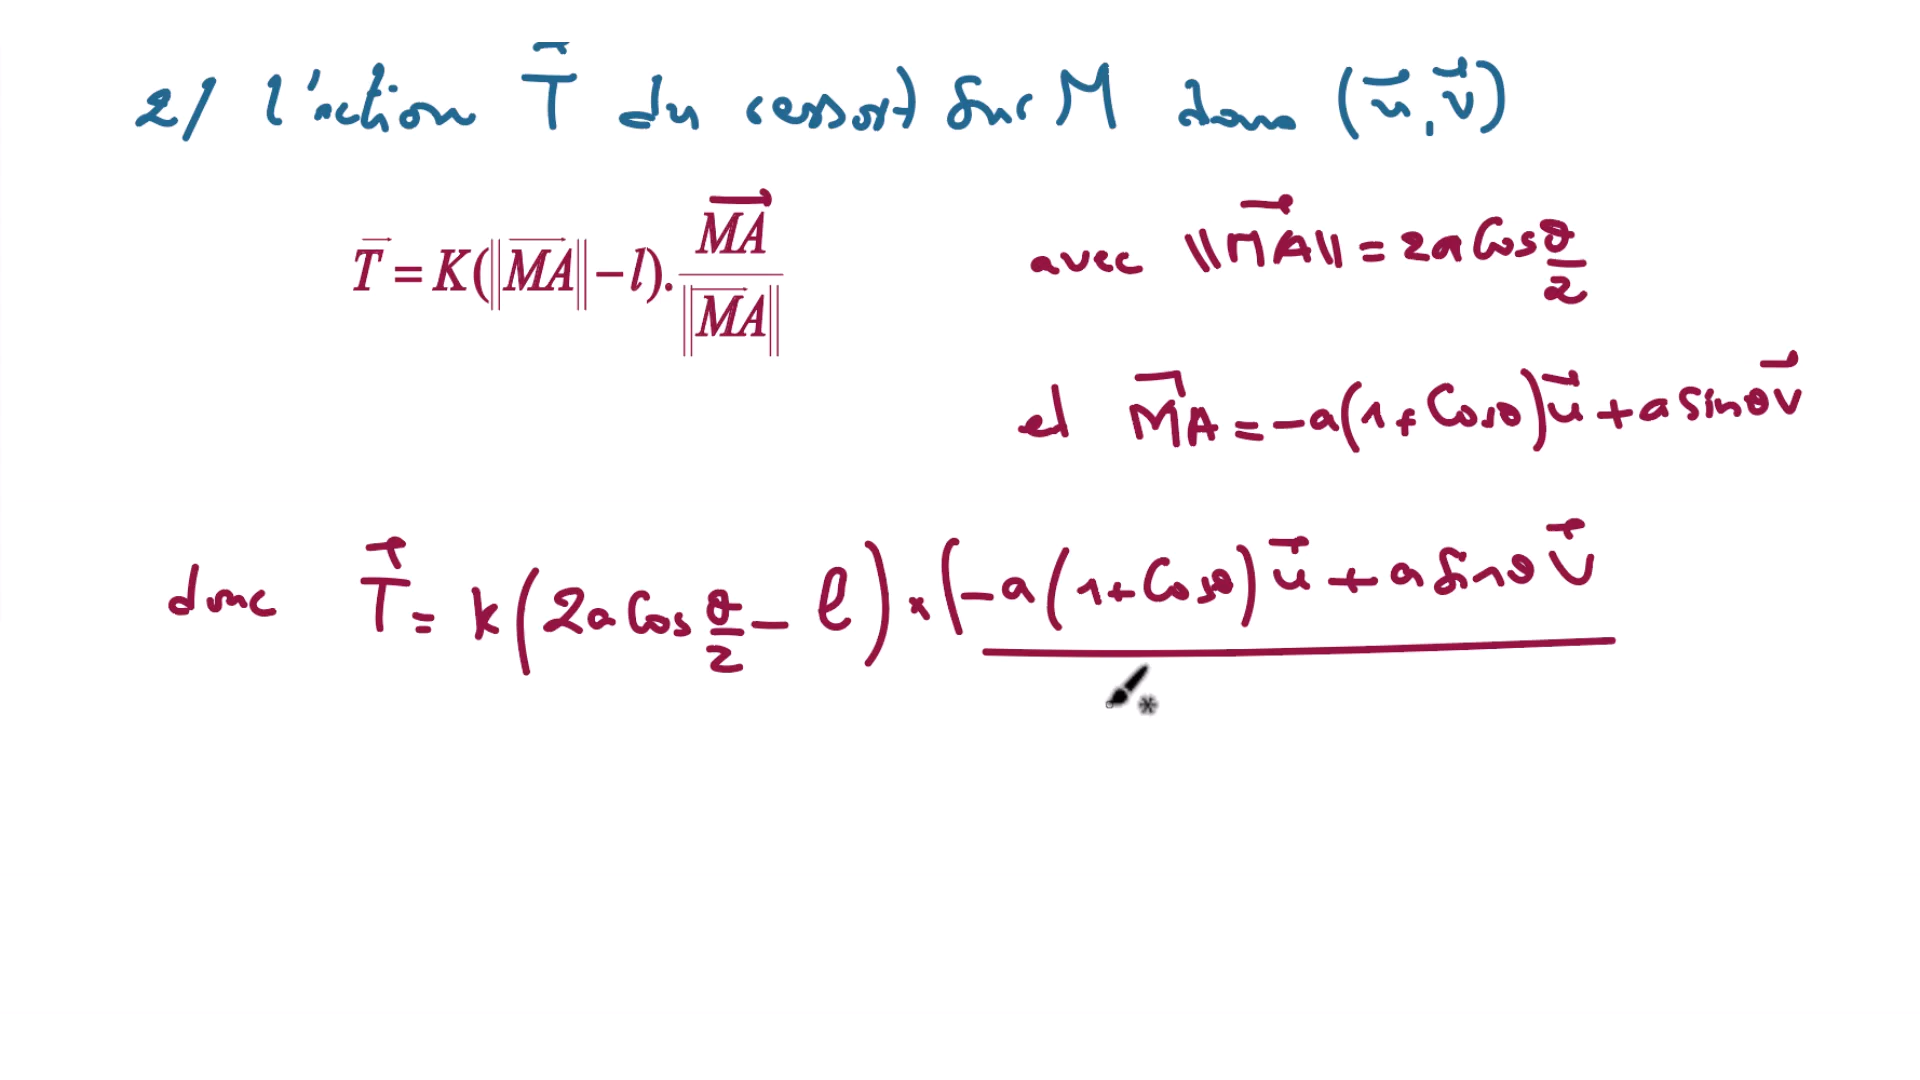 2/ l'action T⃗ du ressort sur M dans (u⃗, v⃗)
T⃗ = K(‖MA⃗‖ − l). MA⃗ / ‖MA⃗‖
avec ‖MA⃗‖ = 2a Cos θ/2
et MA⃗ = −a(1+Cosθ)u⃗ + a sinθ v⃗
donc T⃗ = k(2a Cos θ/2 − l) * (−a(1+Cosθ)u⃗ + a sinθ v⃗